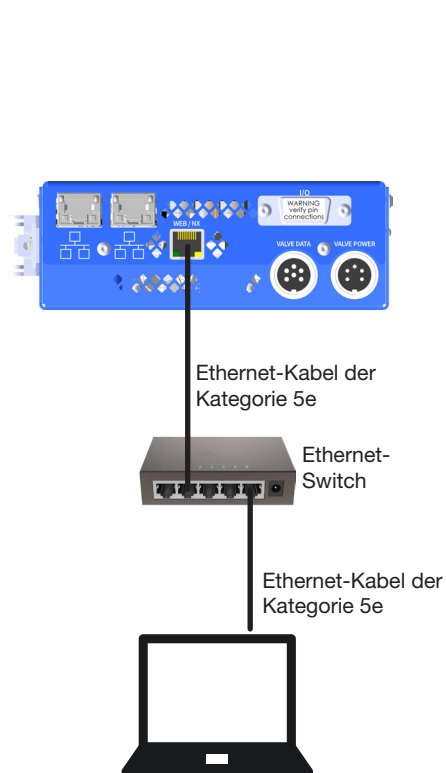 I/O
WARNING
verify pin
connections
WEB / NX
VALVE DATA
VALVE POWER
Ethernet-Kabel der
Kategorie 5e
Ethernet-
Switch
Ethernet-Kabel der
Kategorie 5e